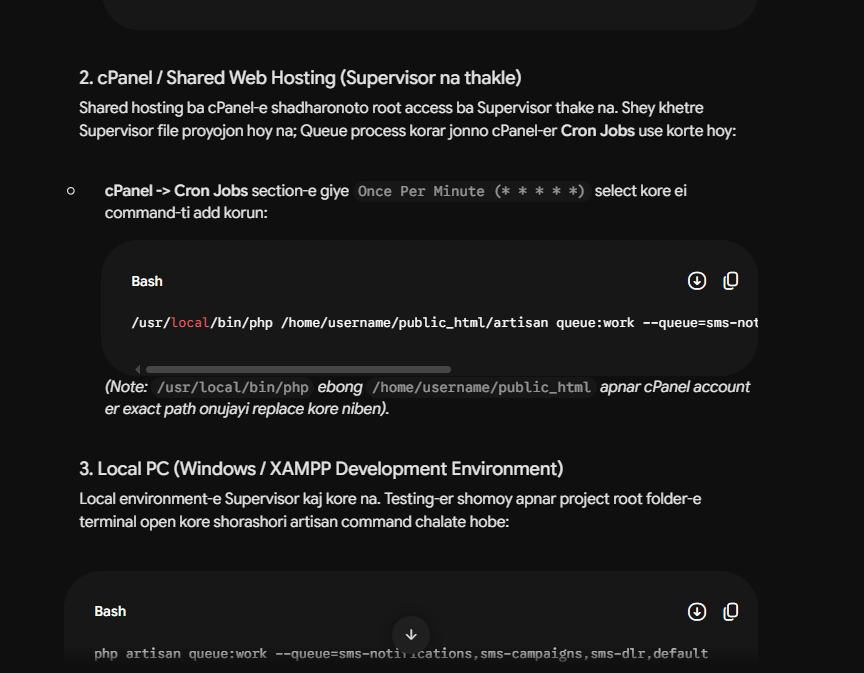 2. cPanel / Shared Web Hosting (Supervisor na thakle)
Shared hosting ba cPanel-e shadharonoto root access ba Supervisor thake na. Shey khetre
Supervisor file proyojon hoy na; Queue process korar jonno cPanel-er Cron Jobs use korte hoy:
cPanel -> Cron Jobs section-e giye Once Per Minute (* * * * *) select kore ei
command-ti add korun:
Bash
/usr/local/bin/php /home/username/public_html/artisan queue:work --queue=sms-not
(Note: /usr/local/bin/php ebong /home/username/public_html apnar cPanel account
er exact path onujayi replace kore niben).
3. Local PC (Windows / XAMPP Development Environment)
Local environment-e Supervisor kaj kore na. Testing-er shomoy apnar project root folder-e
terminal open kore shorashori artisan command chalate hobe:
Bash
php artisan queue:work --queue=sms-notifications,sms-campaigns,sms-dlr,default